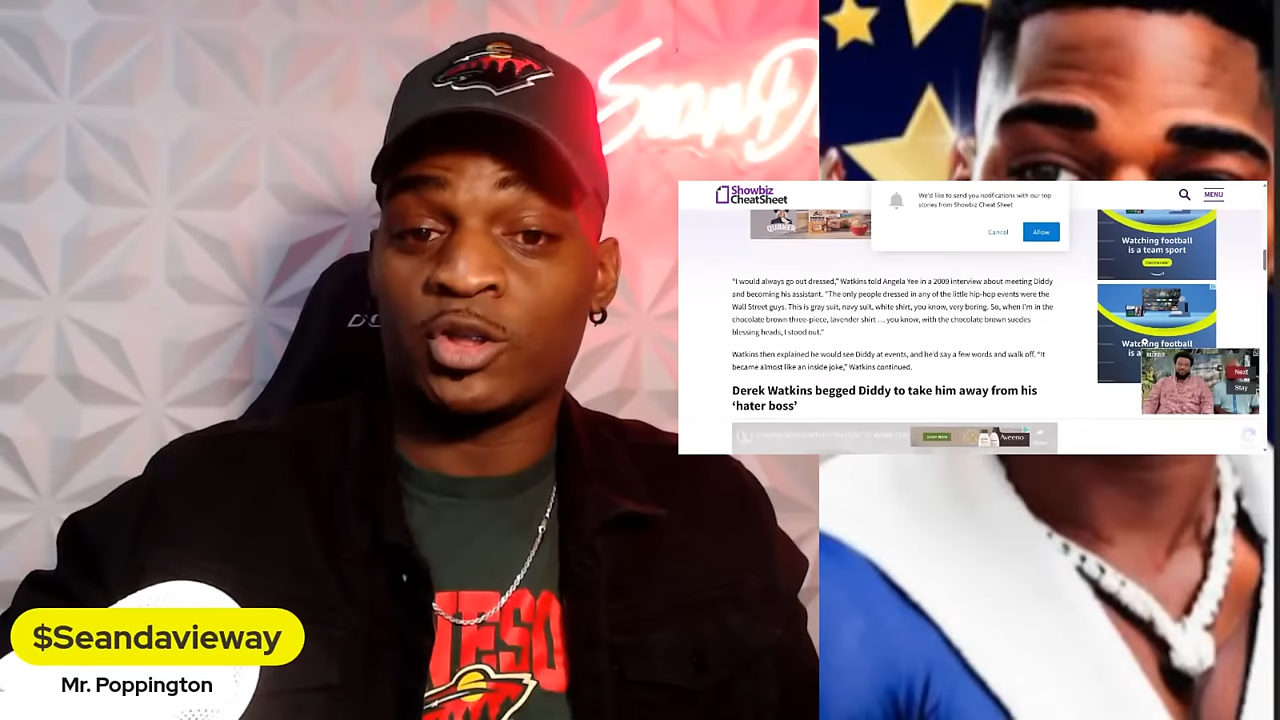 SeanD
Showbiz
CheatSheet
We'd like to send you notifications with our top
stories from Showbiz Cheat Sheet
Cancel
Allow
MENU
QUAKER
Watching football
is a team sport
"I would always go out dressed," Watkins told Angela Yee in a 2009 interview about meeting Diddy
and becoming his assistant. "The only people dressed in any of the little hip-hop events were the
Wall Street guys. This is gray suit, navy suit, white shirt, you know, very boring. So, when I'm in the
chocolate brown three-piece, lavender shirt … you know, with the chocolate brown suedes
blessing heads, I stood out."
Watching football
is a
Watkins then explained he would see Diddy at events, and he'd say a few words and walk off. "It
became almost like an inside joke," Watkins continued.
Next
Stay
Derek Watkins begged Diddy to take him away from his
'hater boss'
Aveeno
$Seandavieway
Mr. Poppington